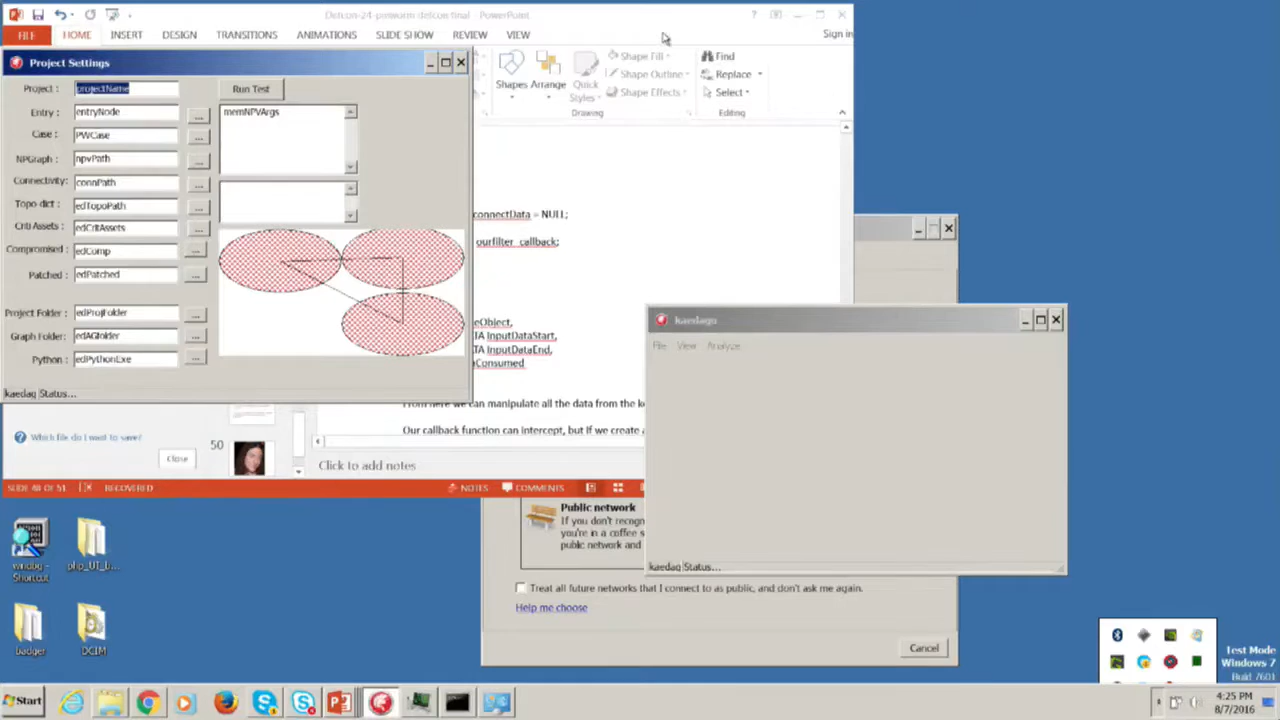 Defcon-24-pwnworm defcon final - PowerPoint
FILE HOME INSERT DESIGN TRANSITIONS ANIMATIONS SLIDE SHOW REVIEW VIEW
Sign in
Shapes Arrange Quick Styles
Shape Fill
Shape Outline
Shape Effects
Drawing
Find
Replace
Select
Editing
Project Settings
Project : projectName
Run Test
Entry : entryNode
memNPVArgs
Case : PWCase
NPGraph : npvPath
Connectivity: connPath
Topo dict : edTopoPath
Criti Assets : edCritAssets
Compromised : edComp
Patched : edPatched
Project Folder : edProjFolder
Graph Folder: edAGfolder
Python : edPythonExe
kaedag Status...
connectData = NULL;
ourfilter_callback;
eObject,
TA InputDataStart,
TA InputDataEnd,
nConsumed
From here we can manipulate all the data from the k
Our callback function can intercept, but if we create a
Which file do I want to save?
Close
50
Click to add notes
SLIDE 48 OF 51 RECOVERED
NOTES COMMENTS
kaedago
File View Analyze
kaedag Status...
Public network
If you don't recogn
you're in a coffee s
public network and
Treat all future networks that I connect to as public, and don't ask me again.
Help me choose
Cancel
windbg - Shortcut
php_UT_L...
badger
DCIM
Test Mode
Windows 7
Build 7601
Start
4:25 PM
8/7/2016